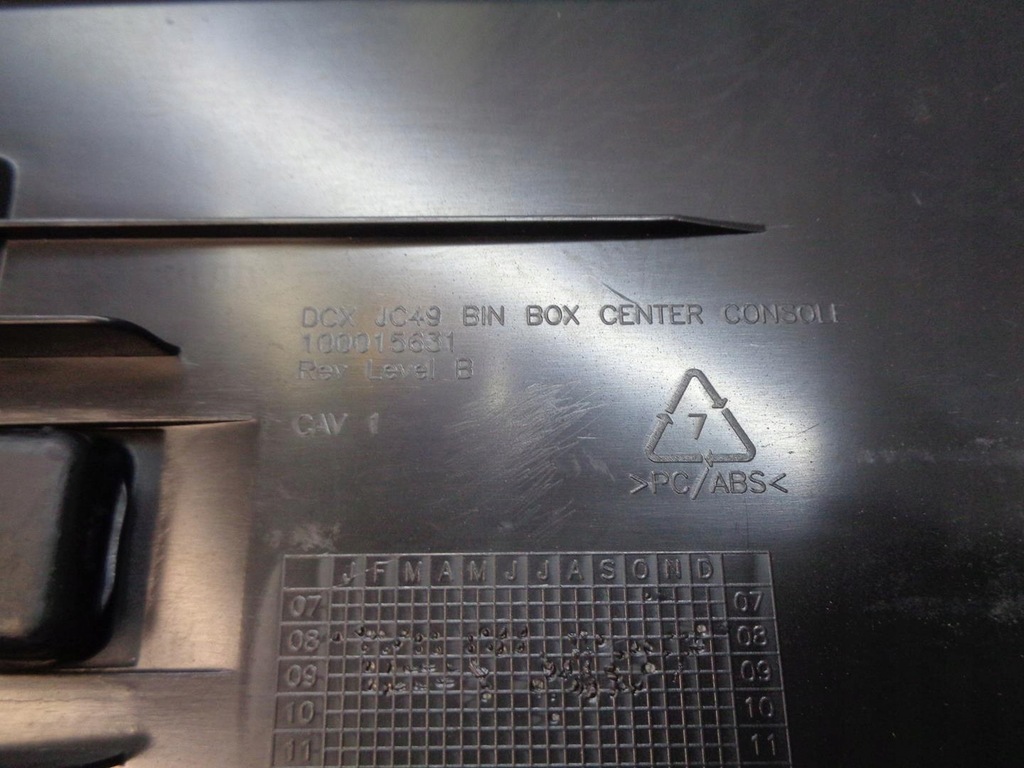 DCX JC49 BIN BOX CENTER CONSOLE
100015631
Rev Level B
CAV 1
7
>PC/ABS<
J F M A M J J A S O N D
07 07
08 08
09 09
10 10
11 11